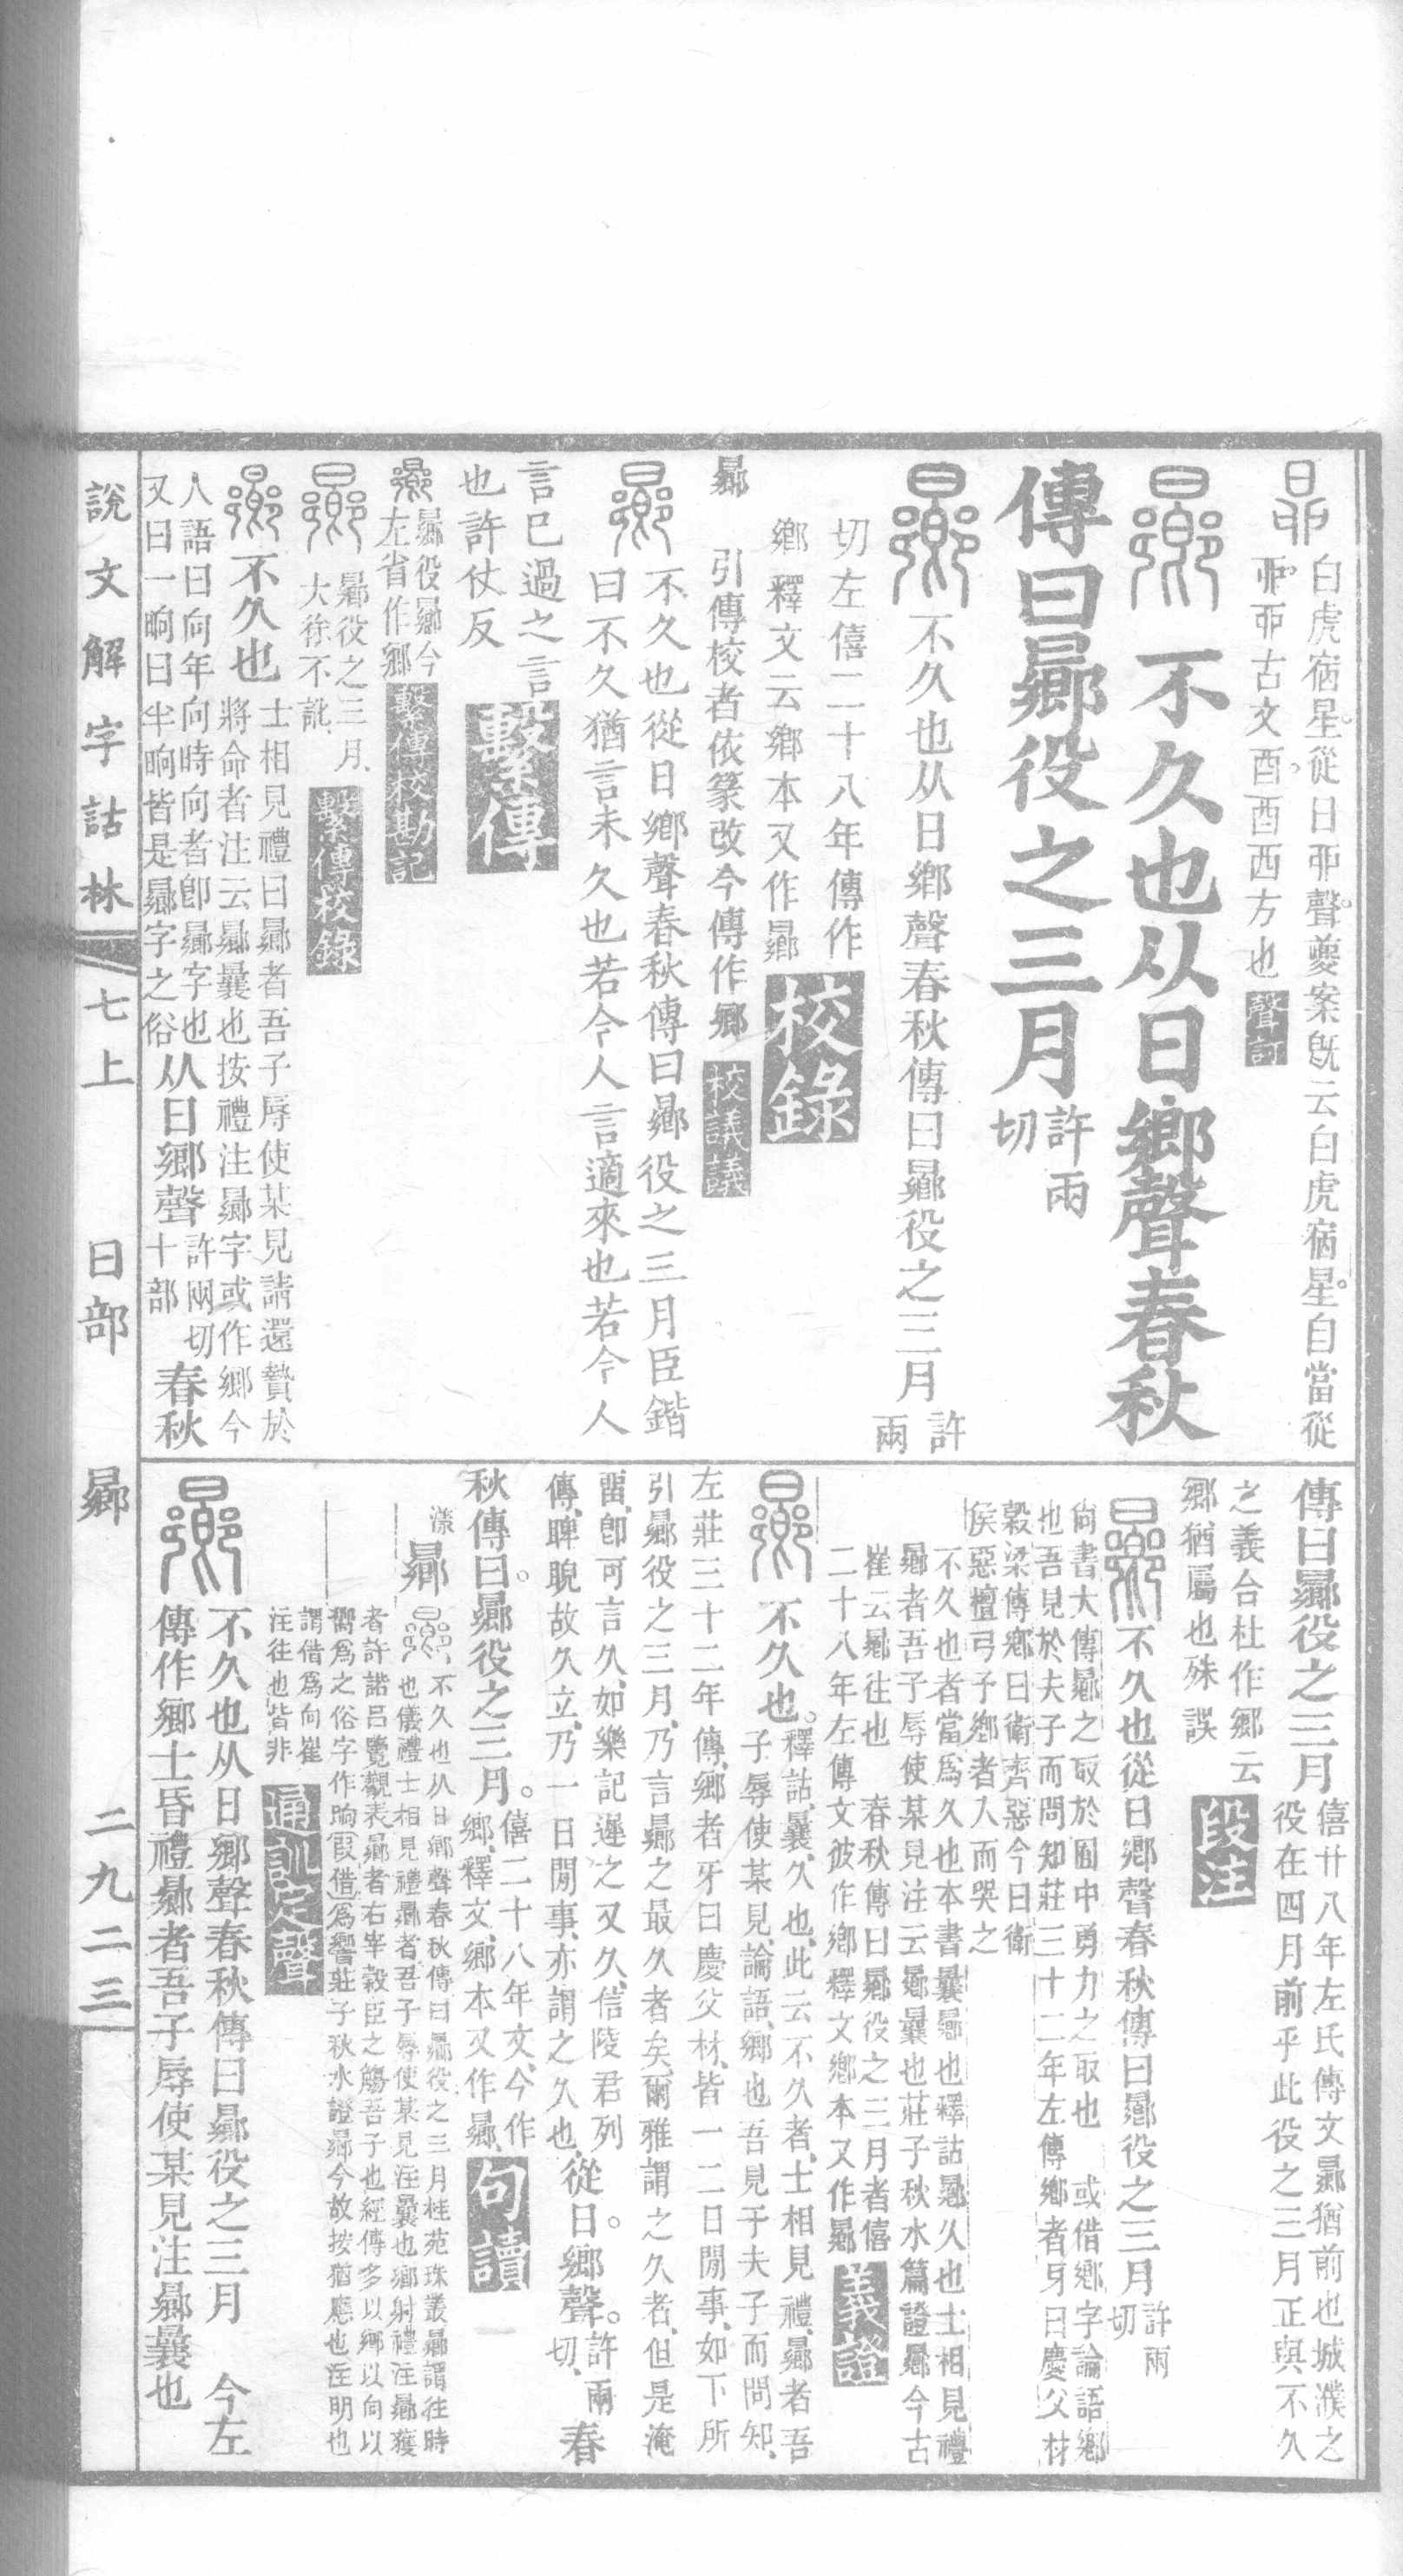 白虎宿星從日丣聲夔案旣云白虎宿星自當從
丣丣古文酉酉西方也 聲訂
不久也从日鄉聲春秋
傳曰曏役之三月 許兩切
不久也从日鄉聲春秋傳曰曏役之三月 許兩
切左僖二十八年傳作
鄉釋文云鄉本又作曏 校錄
曏 引傳校者依篆改今傳作鄉 校議議
不久也從日鄉聲春秋傳曰曏役之三月臣鍇
曰不久猶言未久也若今人言適來也若今人
言已過之言
也許仗反 繫傳
曏役曏今
左省作鄉 繫傳校勘記
曏役之三月
大徐不訛 繫傳校錄
不久也 士相見禮曰曏者吾子辱使某見請還贄於
將命者注云曏曩也按禮注曏字或作鄉今
人語曰向年向時向者卽曏字也
又曰一晌曰半晌皆是曏字之俗 从日鄉聲 許兩切十部 春秋
傳曰曏役之三月 僖廿八年左氏傳文曏猶前也城濮之
役在四月前乎此役之三月正與不久
之義合杜作鄉云
鄉猶屬也殊誤 段注
不久也從日鄉聲春秋傳曰曏役之三月 許兩切
尙書大傳曏之取於囿中勇力之取也 或借鄉字論語鄉
也吾見於夫子而問知莊三十二年左傳鄉者牙曰慶父材
穀梁傳鄉曰衛齊惡今曰衛
侯惡檀弓予鄉者入而哭之
不久也者當爲久也本書曩曏也釋詁曏久也士相見禮
曏者吾子辱使某見注云曏曩也莊子秋水篇證曏今古
崔云曏往也 春秋傳曰曏役之三月者僖
二十八年左傳文彼作鄉釋文鄉本又作曏 義證
不久也。釋詁、曩、久也、此云不久者、士相見禮、曏者吾
子辱使某見、論語、鄉也吾見于夫子而問知、
左莊三十二年傳、鄉者牙曰慶父材、皆一二日閒事、如下所
引曏役之三月、乃言曏之最久者矣、爾雅謂之久者、但是淹
畱、卽可言久、如樂記遲之又久、信陵君列
傳、睥睨故久立、乃一日閒事、亦謂之久也、從日。鄉聲。許兩切、春
秋傳曰。曏役之三月。僖二十八年文、今作
鄉、釋文、鄉本又作曏、 句讀
曏 不久也从日鄉聲春秋傳曰曏役之三月桂苑珠叢曏謂往時
也儀禮士相見禮曏者吾子辱使某見注曩也鄉射禮注曏獲
者許諾呂覽觀表曏者右宰穀臣之觴吾子也經傳多以鄉以向以
嚮爲之俗字作晌叚借爲響莊子秋水證曏今故按猶應也注明也
謂借爲向崔
注往也皆非 通訓定聲
不久也从日鄉聲春秋傳曰曏役之三月 今左
傳作鄉士昏禮曏者吾子辱使某見注曏曩也
說文解字詁林 七上 日部 曏 二九二三